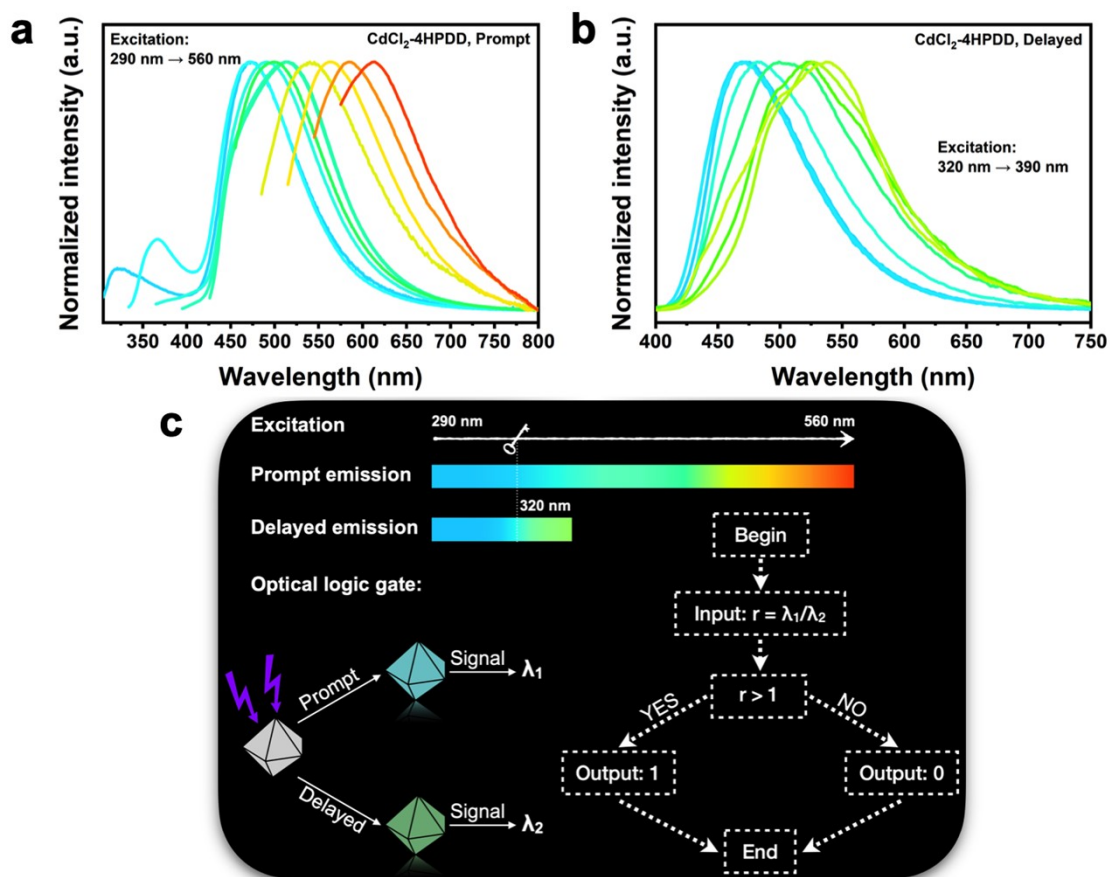 a
Excitation:
290 nm → 560 nm
CdCl₂-4HPDD, Prompt
Normalized intensity (a.u.)
350 400 450 500 550 600 650 700 750 800
Wavelength (nm)
b
CdCl₂-4HPDD, Delayed
Excitation:
320 nm → 390 nm
Normalized intensity (a.u.)
400 450 500 550 600 650 700 750
Wavelength (nm)
c
Excitation
290 nm
560 nm
Prompt emission
320 nm
Delayed emission
Optical logic gate:
Prompt
Signal
λ₁
Delayed
Signal
λ₂
Begin
Input: r = λ₁/λ₂
r > 1
YES
NO
Output: 1
Output: 0
End